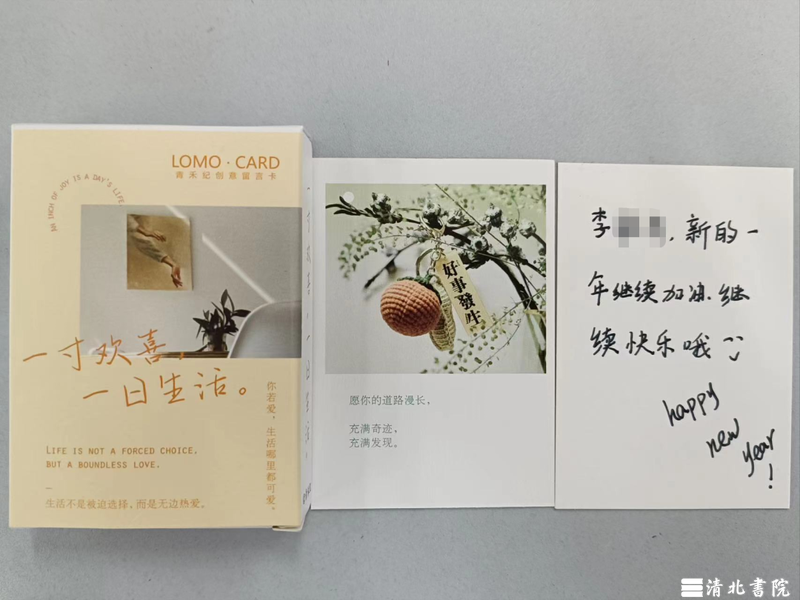 LOMO·CARD
青禾纪创意留言卡
AN INCH OF JOY IS A DAY'S LIFE
一寸欢喜,
一日生活。
你若爱，生活哪里都可爱。
LIFE IS NOT A FORCED CHOICE,
BUT A BOUNDLESS LOVE.
生活不是被迫选择，而是无边热爱。
好事發生
愿你的道路漫长，
充满奇迹，
充满发现。
李 ，新的一
年继续加油、继
续快乐哦
happy
new
year!
清北書院